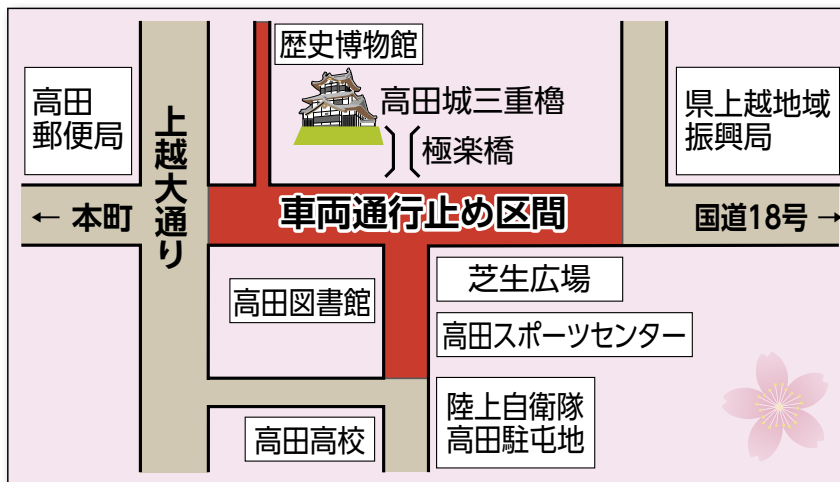 歴史博物館
高田
郵便局
上越大通り
高田城三重櫓
極楽橋
県上越地域
振興局
← 本町
車両通行止め区間
国道18号 →
高田図書館
芝生広場
高田スポーツセンター
高田高校
陸上自衛隊
高田駐屯地